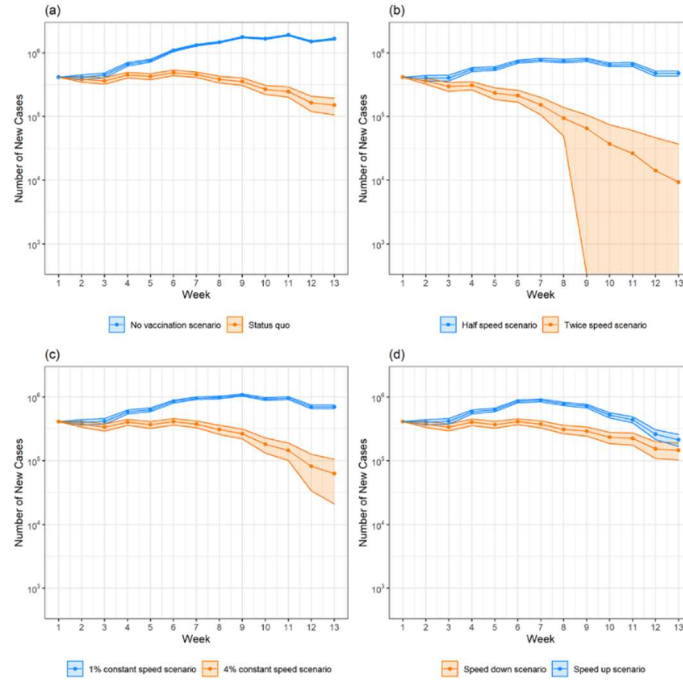 (a)
Number of New Cases
10⁶
10⁵
10⁴
10³
1 2 3 4 5 6 7 8 9 10 11 12 13
Week
No vaccination scenario Status quo
(b)
Number of New Cases
10⁶
10⁵
10⁴
10³
1 2 3 4 5 6 7 8 9 10 11 12 13
Week
Half speed scenario Twice speed scenario
(c)
Number of New Cases
10⁶
10⁵
10⁴
10³
1 2 3 4 5 6 7 8 9 10 11 12 13
Week
1% constant speed scenario 4% constant speed scenario
(d)
Number of New Cases
10⁶
10⁵
10⁴
10³
1 2 3 4 5 6 7 8 9 10 11 12 13
Week
Speed down scenario Speed up scenario